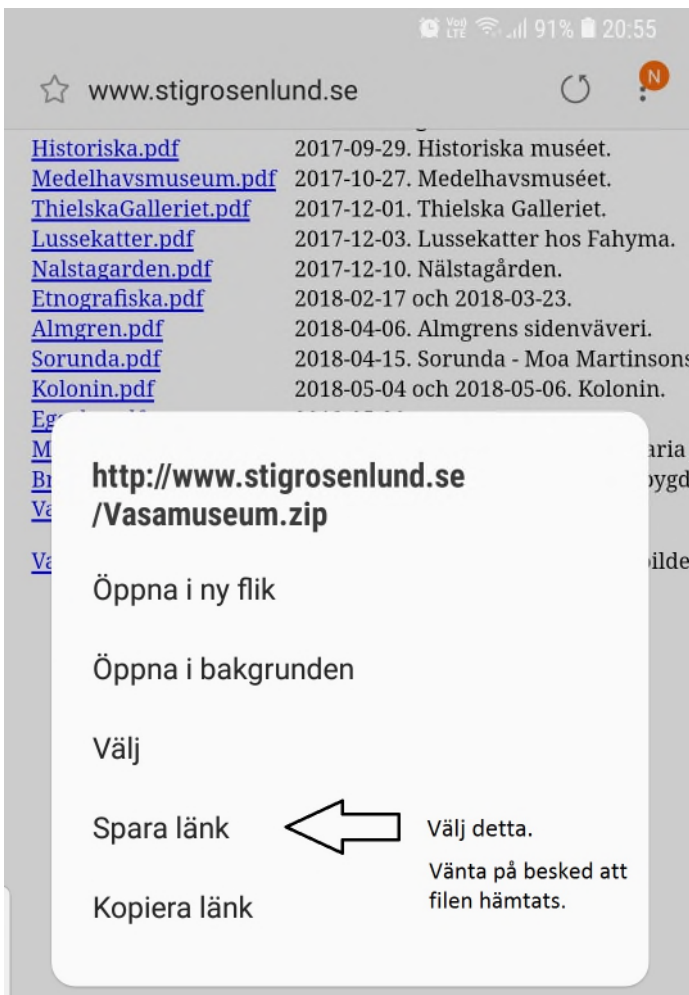 Voo) LTE 91% 20:55
www.stigrosenlund.se N
Historiska.pdf 2017-09-29. Historiska muséet.
Medelhavsmuseum.pdf 2017-10-27. Medelhavsmuséet.
ThielskaGalleriet.pdf 2017-12-01. Thielska Galleriet.
Lussekatter.pdf 2017-12-03. Lussekatter hos Fahyma.
Nalstagarden.pdf 2017-12-10. Nälstagården.
Etnografiska.pdf 2018-02-17 och 2018-03-23.
Almgren.pdf 2018-04-06. Almgrens sidenväveri.
Sorunda.pdf 2018-04-15. Sorunda - Moa Martinsons
Kolonin.pdf 2018-05-04 och 2018-05-06. Kolonin.
http://www.stigrosenlund.se
/Vasamuseum.zip
Öppna i ny flik
Öppna i bakgrunden
Välj
Spara länk Välj detta.
Vänta på besked att
filen hämtats.
Kopiera länk